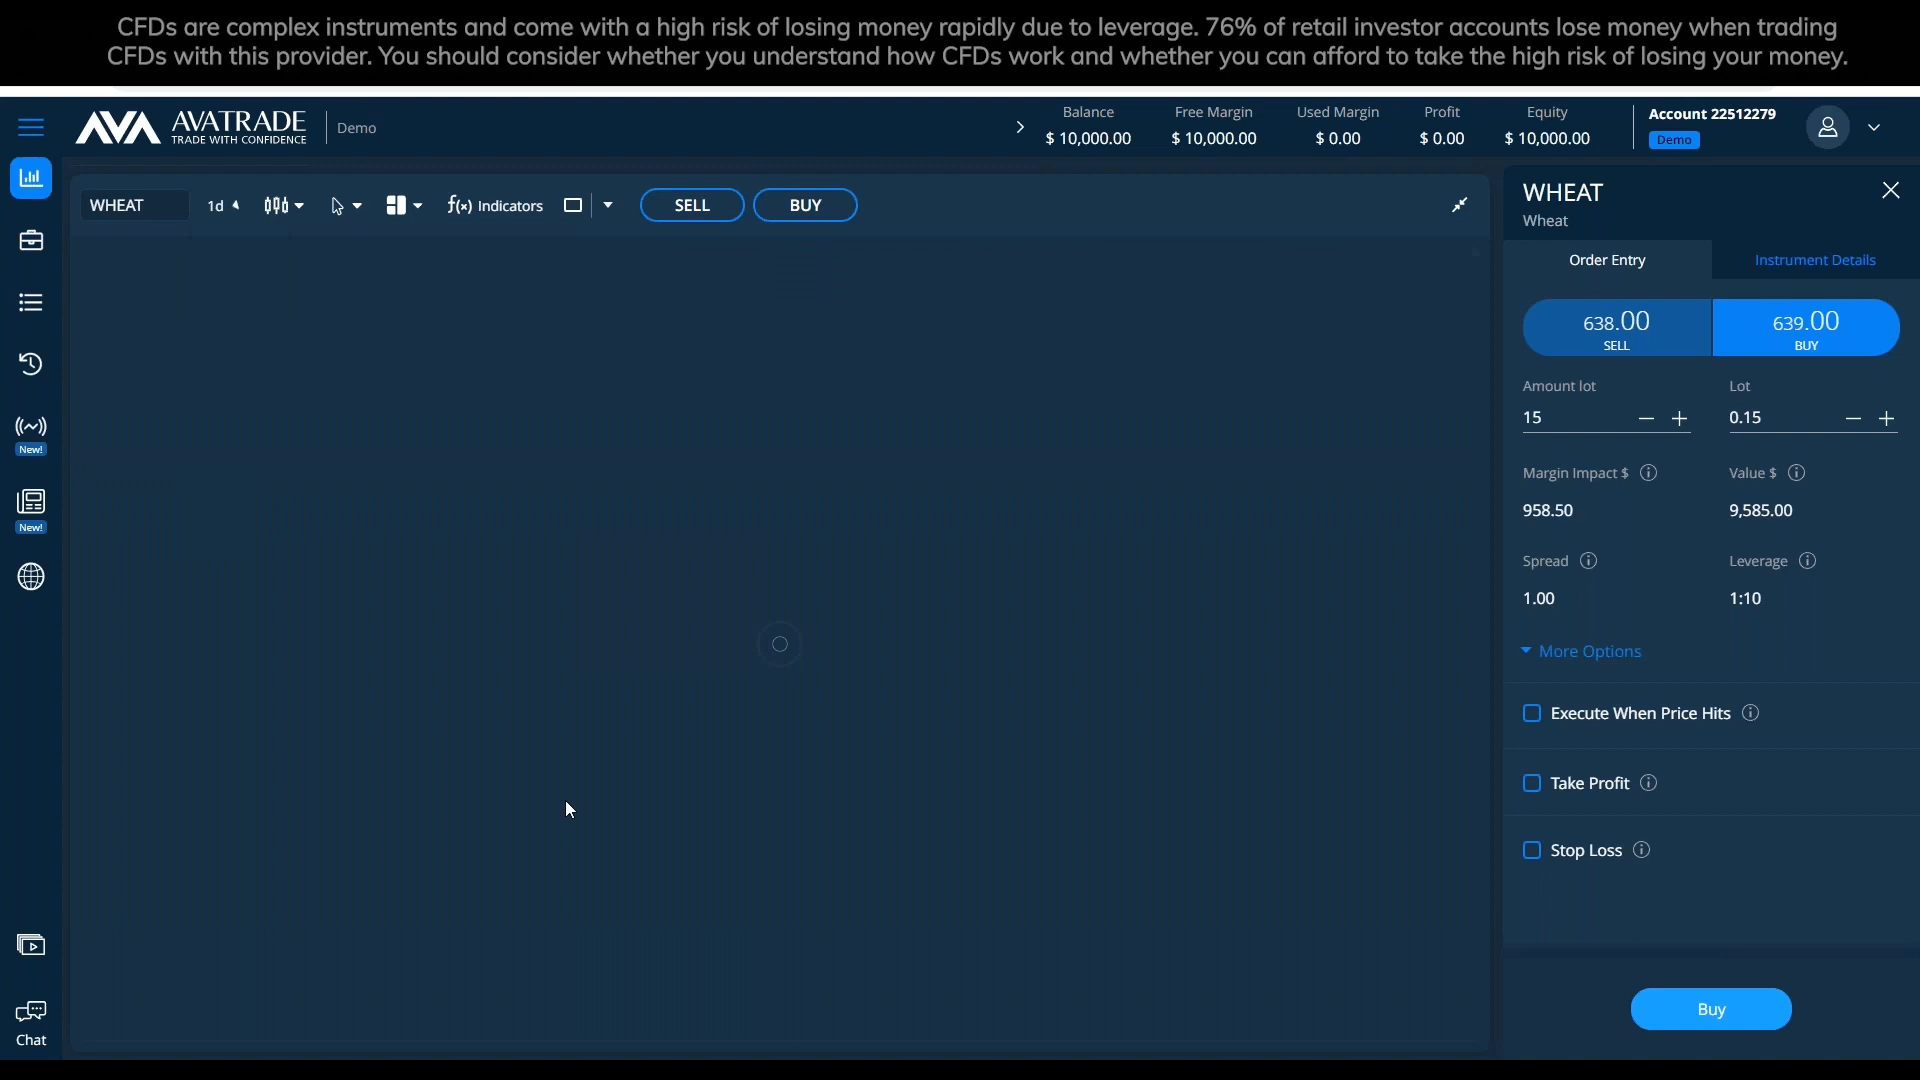 CFDs are complex instruments and come with a high risk of losing money rapidly due to leverage. 76% of retail investor accounts lose money when trading
CFDs with this provider. You should consider whether you understand how CFDs work and whether you can afford to take the high risk of losing your money.
AVA AVATRADE
TRADE WITH CONFIDENCE
Demo
Balance
$ 10,000.00
Free Margin
$ 10,000.00
Used Margin
$ 0.00
Profit
$ 0.00
Equity
$ 10,000.00
Account 22512279
Demo
WHEAT
1d
f(x) Indicators
SELL
BUY
New!
New!
Chat
WHEAT
Wheat
Order Entry
Instrument Details
638.00
SELL
639.00
BUY
Amount lot
15
Lot
0.15
Margin Impact $
958.50
Value $
9,585.00
Spread
1.00
Leverage
1:10
More Options
Execute When Price Hits
Take Profit
Stop Loss
Buy